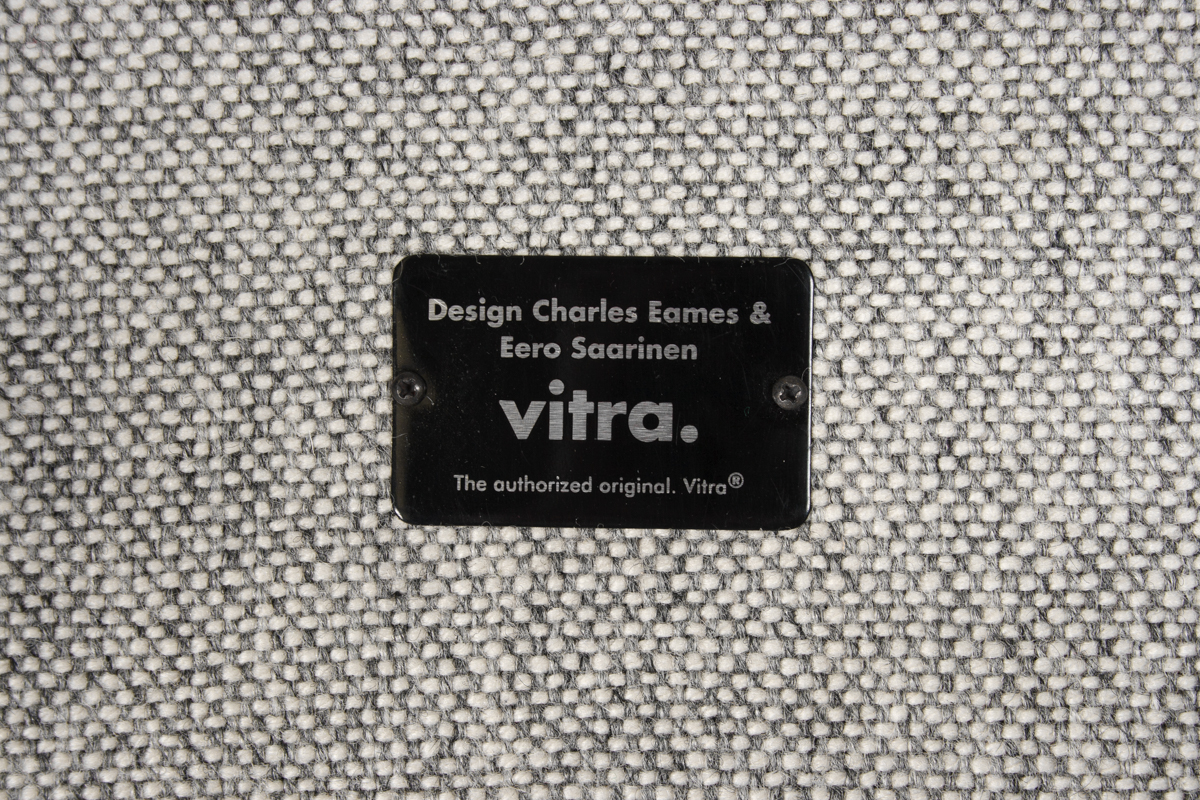 Design Charles Eames &
Eero Saarinen
vitra.
The authorized original. Vitra®